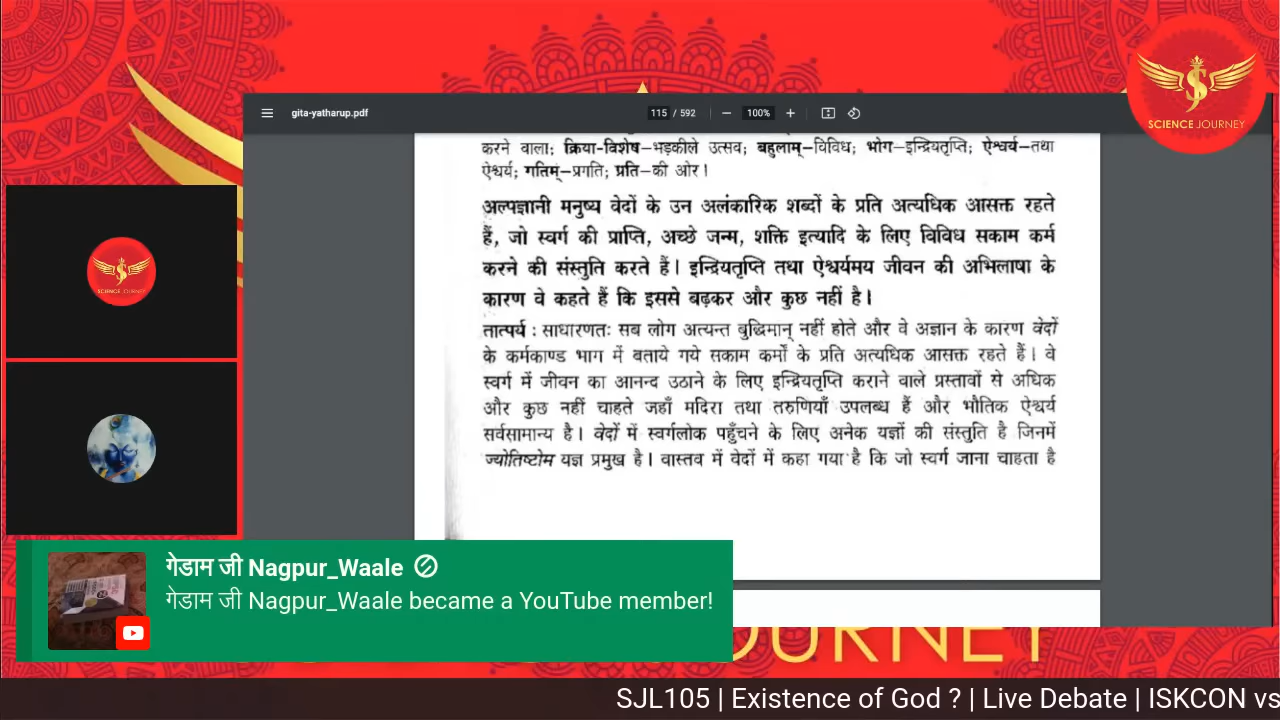 SCIENCE JOURNEY
gita-yatharup.pdf
115 / 592
100%
करने वाला; क्रिया-विशेष–भड़कीले उत्सव; बहुलाम्–विविध; भोग–इन्द्रियतृप्ति; ऐश्वर्य–तथा
ऐश्वर्य; गतिम्–प्रगति; प्रति–की ओर।
अल्पज्ञानी मनुष्य वेदों के उन अलंकारिक शब्दों के प्रति अत्यधिक आसक्त रहते
हैं, जो स्वर्ग की प्राप्ति, अच्छे जन्म, शक्ति इत्यादि के लिए विविध सकाम कर्म
करने की संस्तुति करते हैं। इन्द्रियतृप्ति तथा ऐश्वर्यमय जीवन की अभिलाषा के
कारण वे कहते हैं कि इससे बढ़कर और कुछ नहीं है।
तात्पर्य : साधारणतः सब लोग अत्यन्त बुद्धिमान् नहीं होते और वे अज्ञान के कारण वेदों
के कर्मकाण्ड भाग में बताये गये सकाम कर्मों के प्रति अत्यधिक आसक्त रहते हैं। वे
स्वर्ग में जीवन का आनन्द उठाने के लिए इन्द्रियतृप्ति कराने वाले प्रस्तावों से अधिक
और कुछ नहीं चाहते जहाँ मदिरा तथा तरुणियाँ उपलब्ध हैं और भौतिक ऐश्वर्य
सर्वसामान्य है। वेदों में स्वर्गलोक पहुँचने के लिए अनेक यज्ञों की संस्तुति है जिनमें
ज्योतिष्टोम यज्ञ प्रमुख है। वास्तव में वेदों में कहा गया है कि जो स्वर्ग जाना चाहता है
SCIENCE JOURNEY
गेडाम जी Nagpur_Waale
गेडाम जी Nagpur_Waale became a YouTube member!
OURNEY
SJL105 | Existence of God ? | Live Debate | ISKCON vs